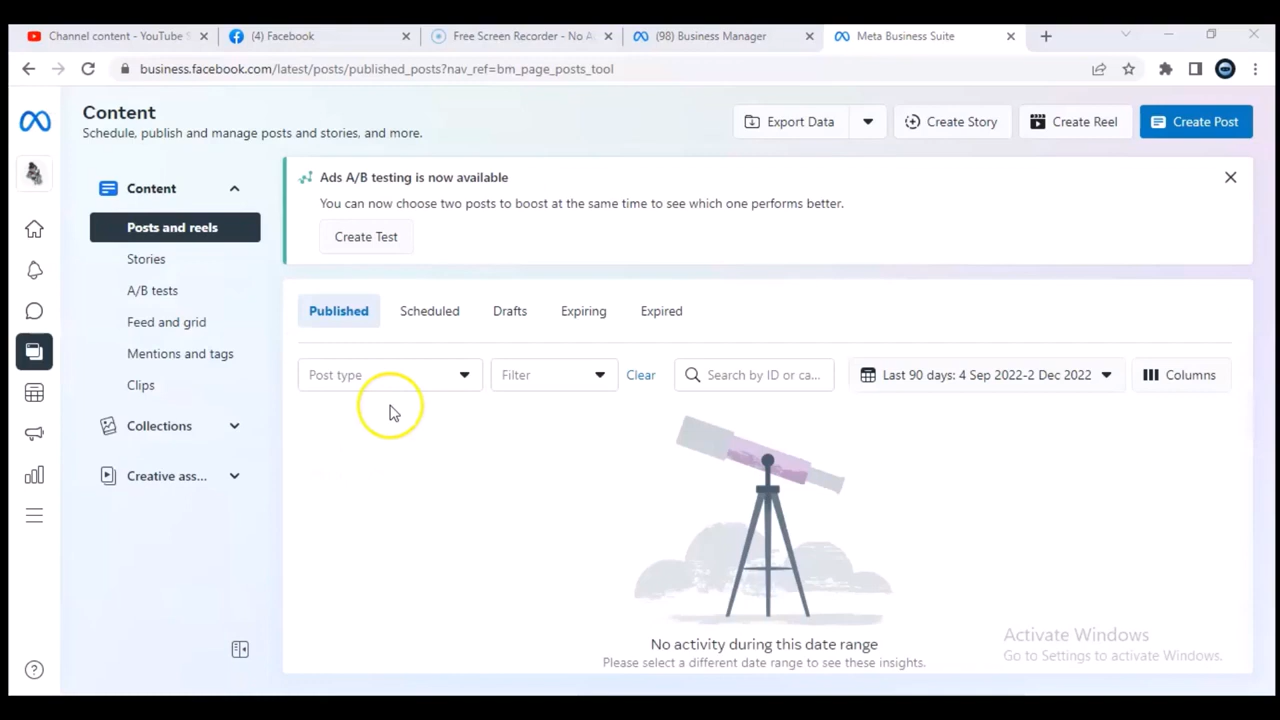 Channel content - YouTube S
(4) Facebook
Free Screen Recorder - No A
(98) Business Manager
Meta Business Suite
business.facebook.com/latest/posts/published_posts?nav_ref=bm_page_posts_tool
Content
Schedule, publish and manage posts and stories, and more.
Export Data
Create Story
Create Reel
Create Post
Content
Posts and reels
Stories
A/B tests
Feed and grid
Mentions and tags
Clips
Collections
Creative ass...
Ads A/B testing is now available
You can now choose two posts to boost at the same time to see which one performs better.
Create Test
Published Scheduled Drafts Expiring Expired
Post type Filter Clear Search by ID or ca... Last 90 days: 4 Sep 2022-2 Dec 2022 Columns
No activity during this date range
Please select a different date range to see these insights.
Activate Windows
Go to Settings to activate Windows.